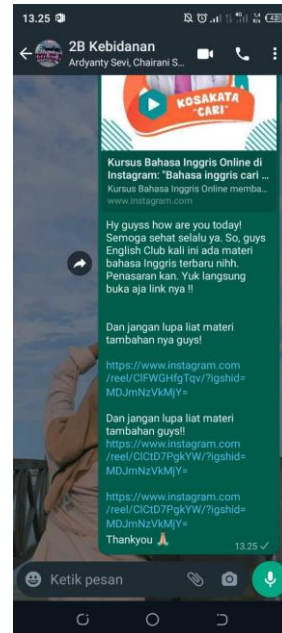 13.25
2B Kebidanan
Ardyanty Sevi, Chairani S...
KOSAKATA
"CARI"
Kursus Bahasa Inggris Online di
Instagram: "Bahasa inggris cari ...
Kursus Bahasa Inggris Online memba...
www.instagram.com
Hy guyss how are you today!
Semoga sehat selalu ya. So, guys
English Club kali ini ada materi
bahasa Inggris terbaru nihh.
Penasaran kan. Yuk langsung
buka aja link nya !!
Dan jangan lupa liat materi
tambahan nya guys!
https://www.instagram.com
/reel/ClFWGHfgTqv/?igshid=
MDJmNzVkMjY=
Dan jangan lupa liat materi
tambahan guys!!
https://www.instagram.com
/reel/ClCtD7PgkYW/?igshid=
MDJmNzVkMjY=
https://www.instagram.com
/reel/ClCtD7PgkYW/?igshid=
MDJmNzVkMjY=
Thankyou 🙏🏼
13.25
Ketik pesan